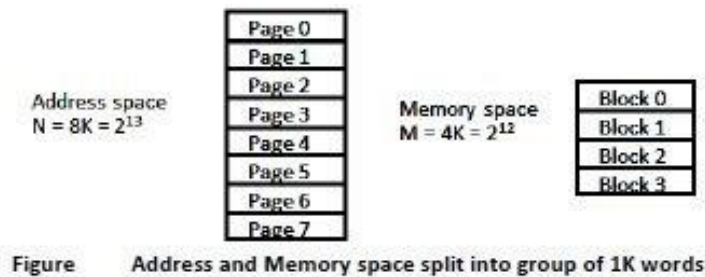 Page 0
Page 1
Page 2
Page 3
Page 4
Page 5
Page 6
Page 7
Address space
N = 8K = 2¹³
Memory space
M = 4K = 2¹²
Block 0
Block 1
Block 2
Block 3
Figure Address and Memory space split into group of 1K words